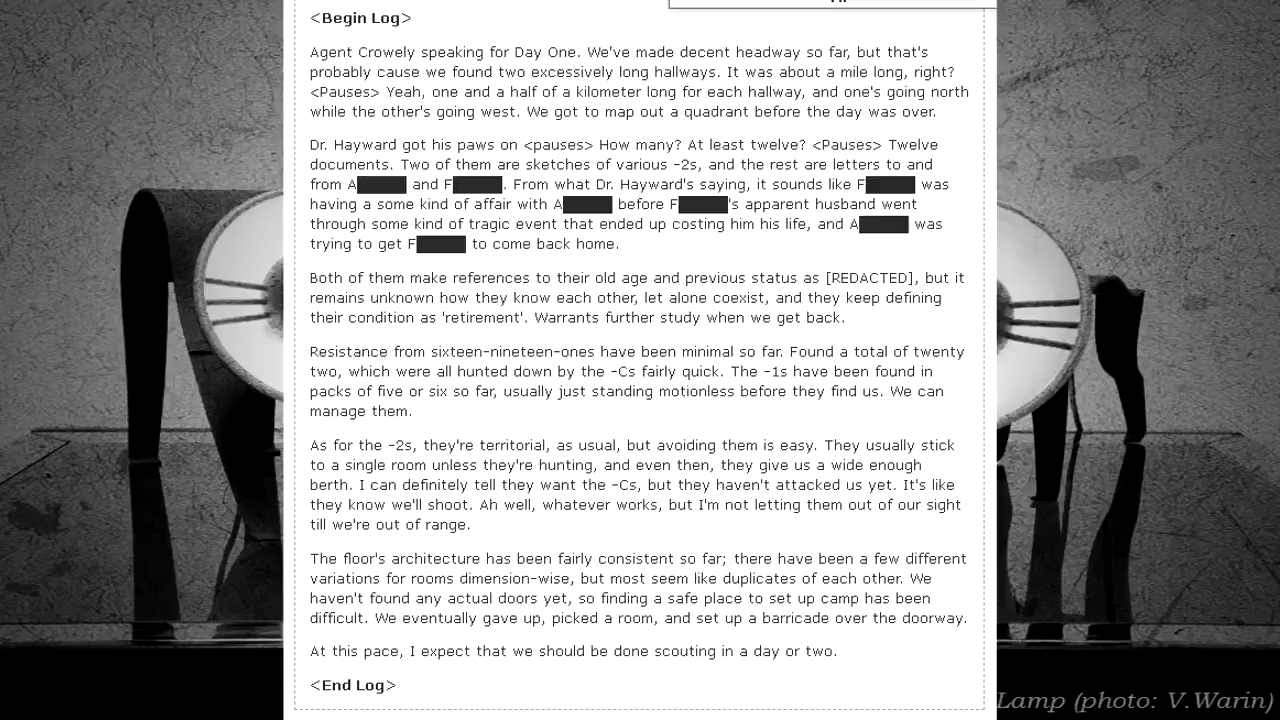 <Begin Log>
Agent Crowely speaking for Day One. We've made decent headway so far, but that's
probably cause we found two excessively long hallways. It was about a mile long, right?
<Pauses> Yeah, one and a half of a kilometer long for each hallway, and one's going north
while the other's going west. We got to map out a quadrant before the day was over.
Dr. Hayward got his paws on <pauses> How many? At least twelve? <Pauses> Twelve
documents. Two of them are sketches of various -2s, and the rest are letters to and
from A and F. From what Dr. Hayward's saying, it sounds like F was
having a some kind of affair with A before F's apparent husband went
through some kind of tragic event that ended up costing him his life, and A was
trying to get F to come back home.
Both of them make references to their old age and previous status as [REDACTED], but it
remains unknown how they know each other, let alone coexist, and they keep defining
their condition as 'retirement'. Warrants further study when we get back.
Resistance from sixteen-nineteen-ones have been minimal so far. Found a total of twenty
two, which were all hunted down by the -Cs fairly quick. The -1s have been found in
packs of five or six so far, usually just standing motionless before they find us. We can
manage them.
As for the -2s, they're territorial, as usual, but avoiding them is easy. They usually stick
to a single room unless they're hunting, and even then, they give us a wide enough
berth. I can definitely tell they want the -Cs, but they haven't attacked us yet. It's like
they know we'll shoot. Ah well, whatever works, but I'm not letting them out of our sight
till we're out of range.
The floor's architecture has been fairly consistent so far; there have been a few different
variations for rooms dimension-wise, but most seem like duplicates of each other. We
haven't found any actual doors yet, so finding a safe place to set up camp has been
difficult. We eventually gave up, picked a room, and set up a barricade over the doorway.
At this pace, I expect that we should be done scouting in a day or two.
<End Log>
Lamp (photo: V.Warin)